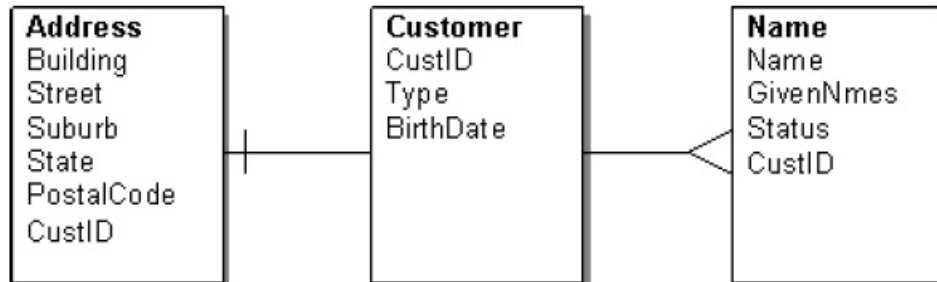 Address
Building
Street
Suburb
State
PostalCode
CustID
Customer
CustID
Type
BirthDate
Name
Name
GivenNmes
Status
CustID